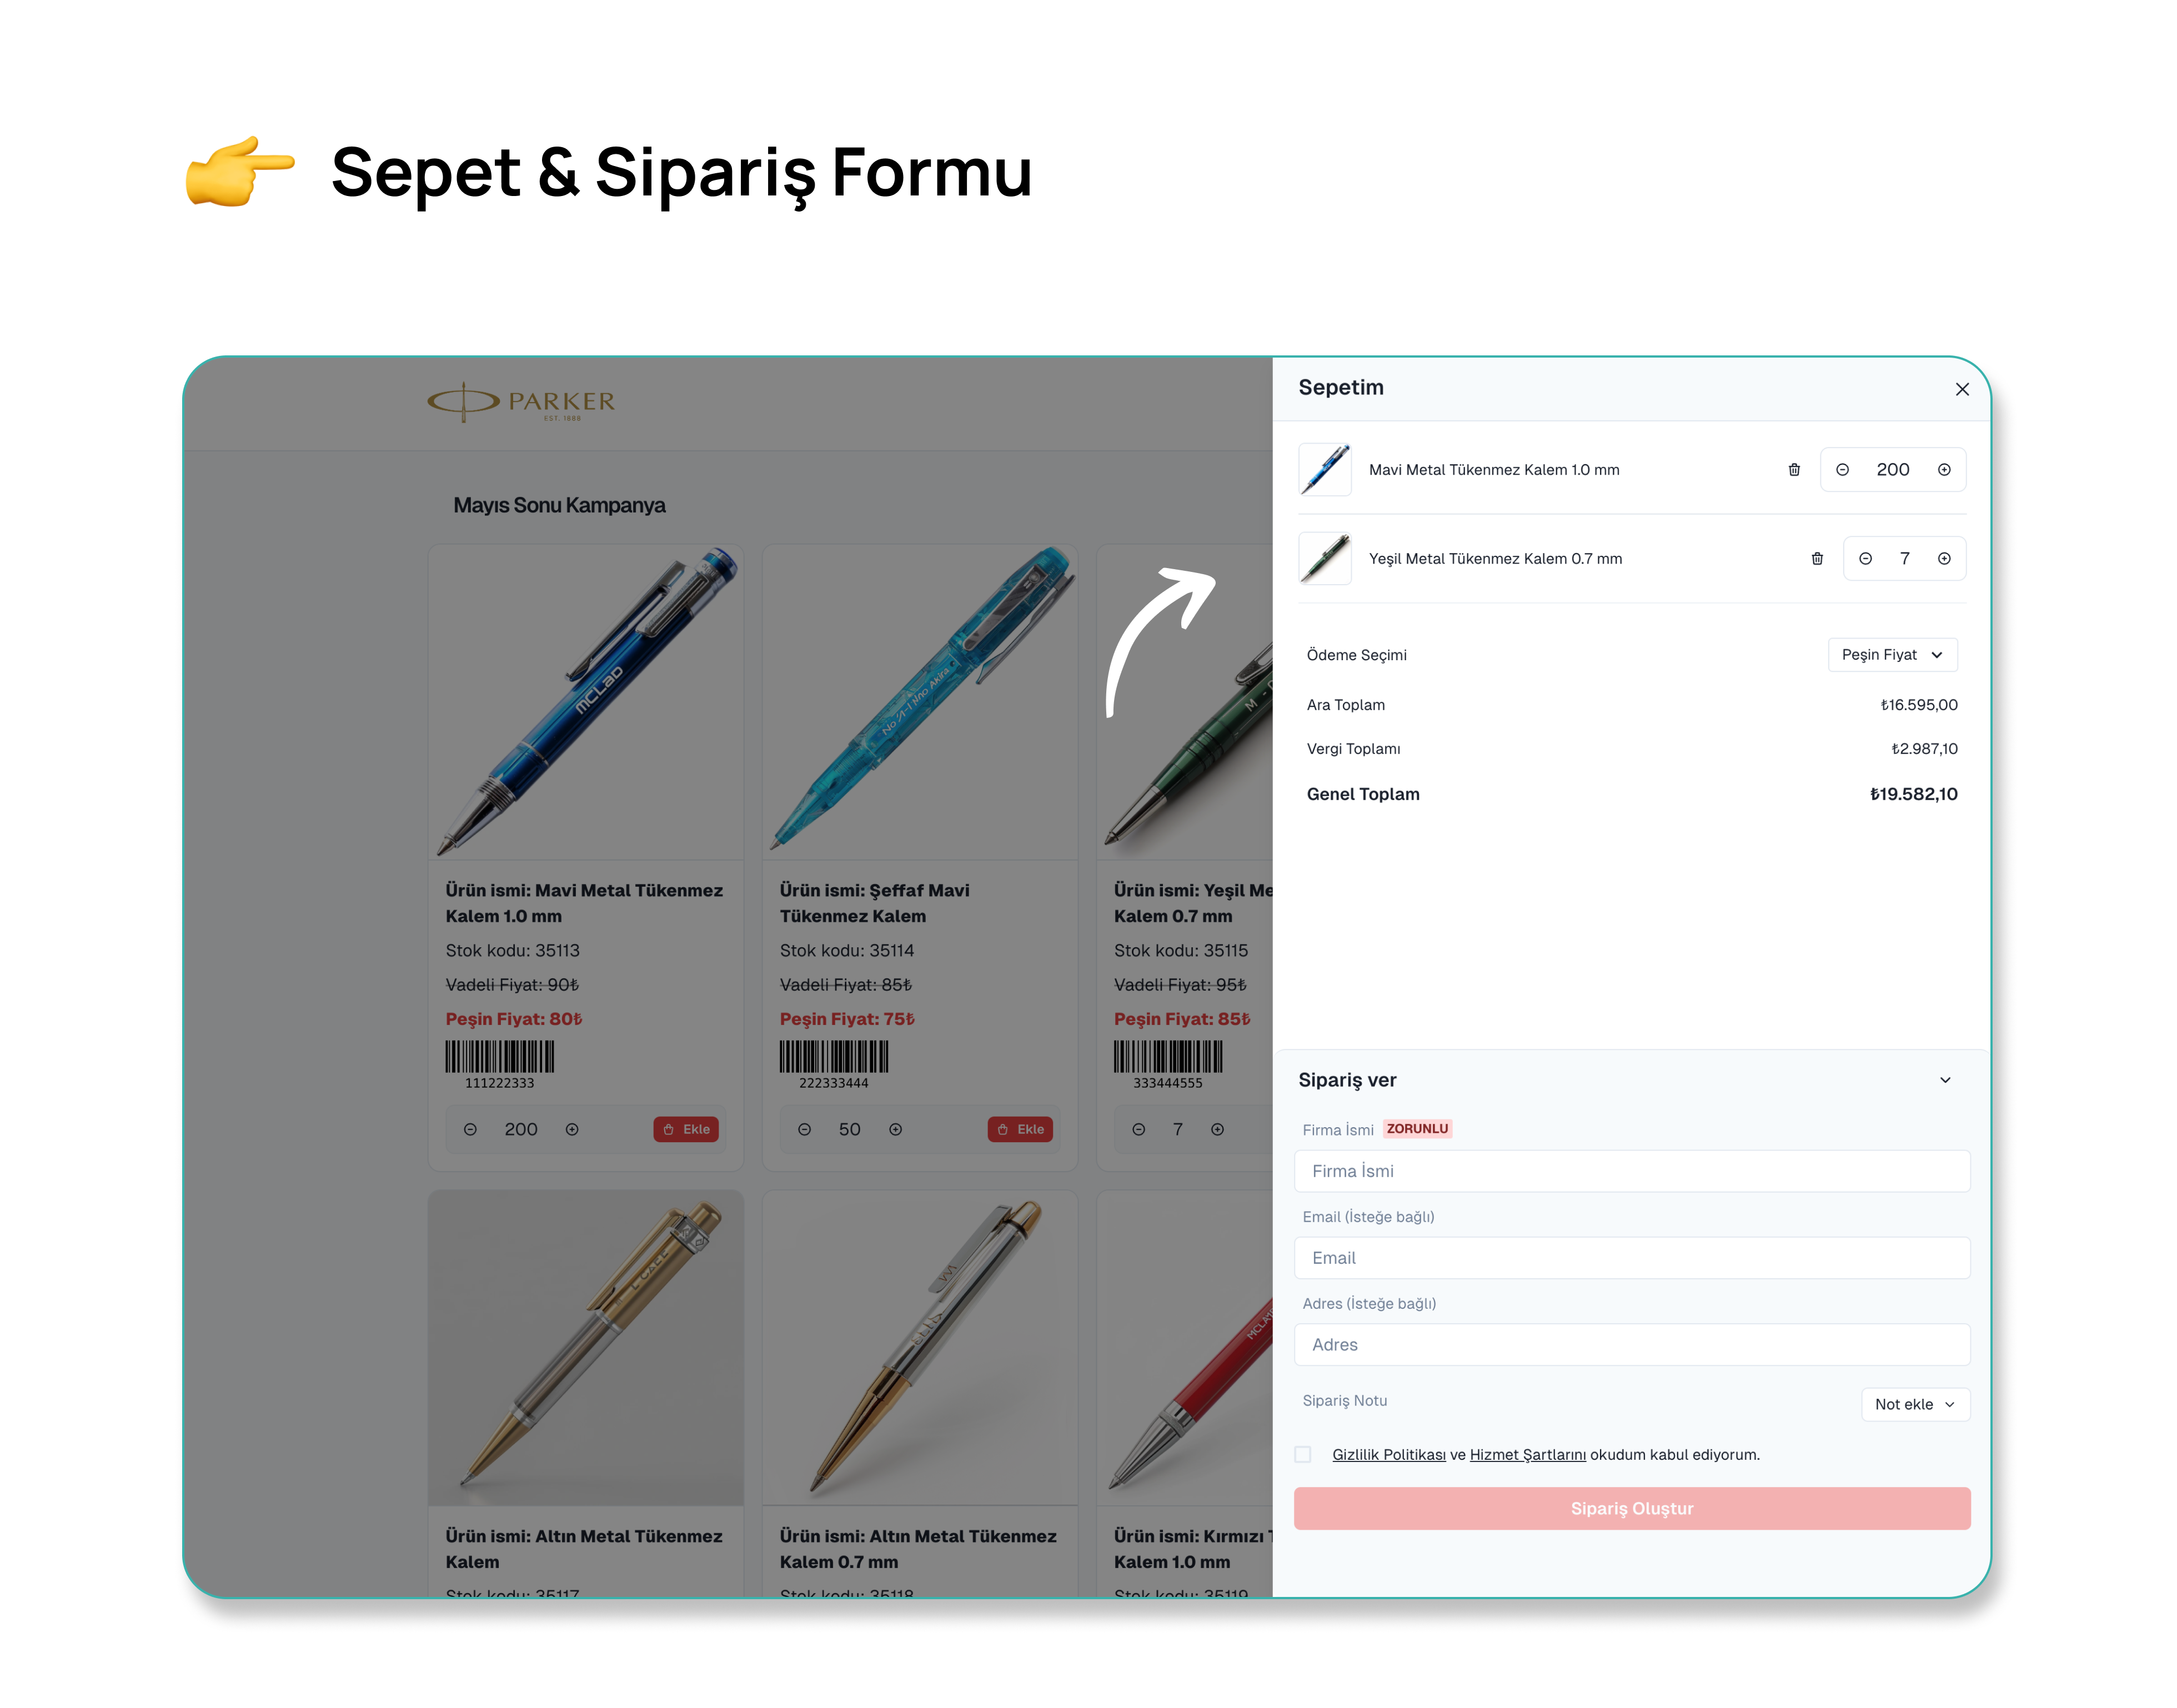 Sepet & Sipariş Formu
PARKER
EST. 1888
Mayıs Sonu Kampanya
MCLAD
No A-I Nno Akira
Ürün ismi: Mavi Metal Tükenmez
Kalem 1.0 mm
Stok kodu: 35113
Vadeli Fiyat: 90₺
Peşin Fiyat: 80₺
111222333
200
Ekle
Ürün ismi: Şeffaf Mavi
Tükenmez Kalem
Stok kodu: 35114
Vadeli Fiyat: 85₺
Peşin Fiyat: 75₺
222333444
50
Ekle
Ürün ismi: Yeşil Me
Kalem 0.7 mm
Stok kodu: 35115
Vadeli Fiyat: 95₺
Peşin Fiyat: 85₺
333444555
7
Ürün ismi: Altın Metal Tükenmez
Kalem
Stok kodu: 35117
Ürün ismi: Altın Metal Tükenmez
Kalem 0.7 mm
Stok kodu: 35118
Ürün ismi: Kırmızı T
Kalem 1.0 mm
Stok kodu: 35119
Sepetim
Mavi Metal Tükenmez Kalem 1.0 mm
200
Yeşil Metal Tükenmez Kalem 0.7 mm
7
Ödeme Seçimi
Peşin Fiyat
Ara Toplam
₺16.595,00
Vergi Toplamı
₺2.987,10
Genel Toplam
₺19.582,10
Sipariş ver
Firma İsmi ZORUNLU
Firma İsmi
Email (İsteğe bağlı)
Email
Adres (İsteğe bağlı)
Adres
Sipariş Notu
Not ekle
Gizlilik Politikası ve Hizmet Şartlarını okudum kabul ediyorum.
Sipariş Oluştur